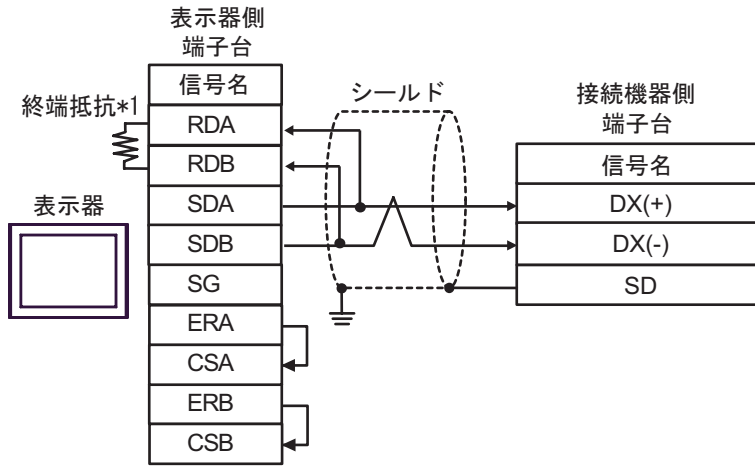 表示器側
端子台
信号名
終端抵抗*1
RDA
RDB
表示器
SDA
SDB
SG
ERA
CSA
ERB
CSB
シールド
接続機器側
端子台
信号名
DX(+)
DX(-)
SD